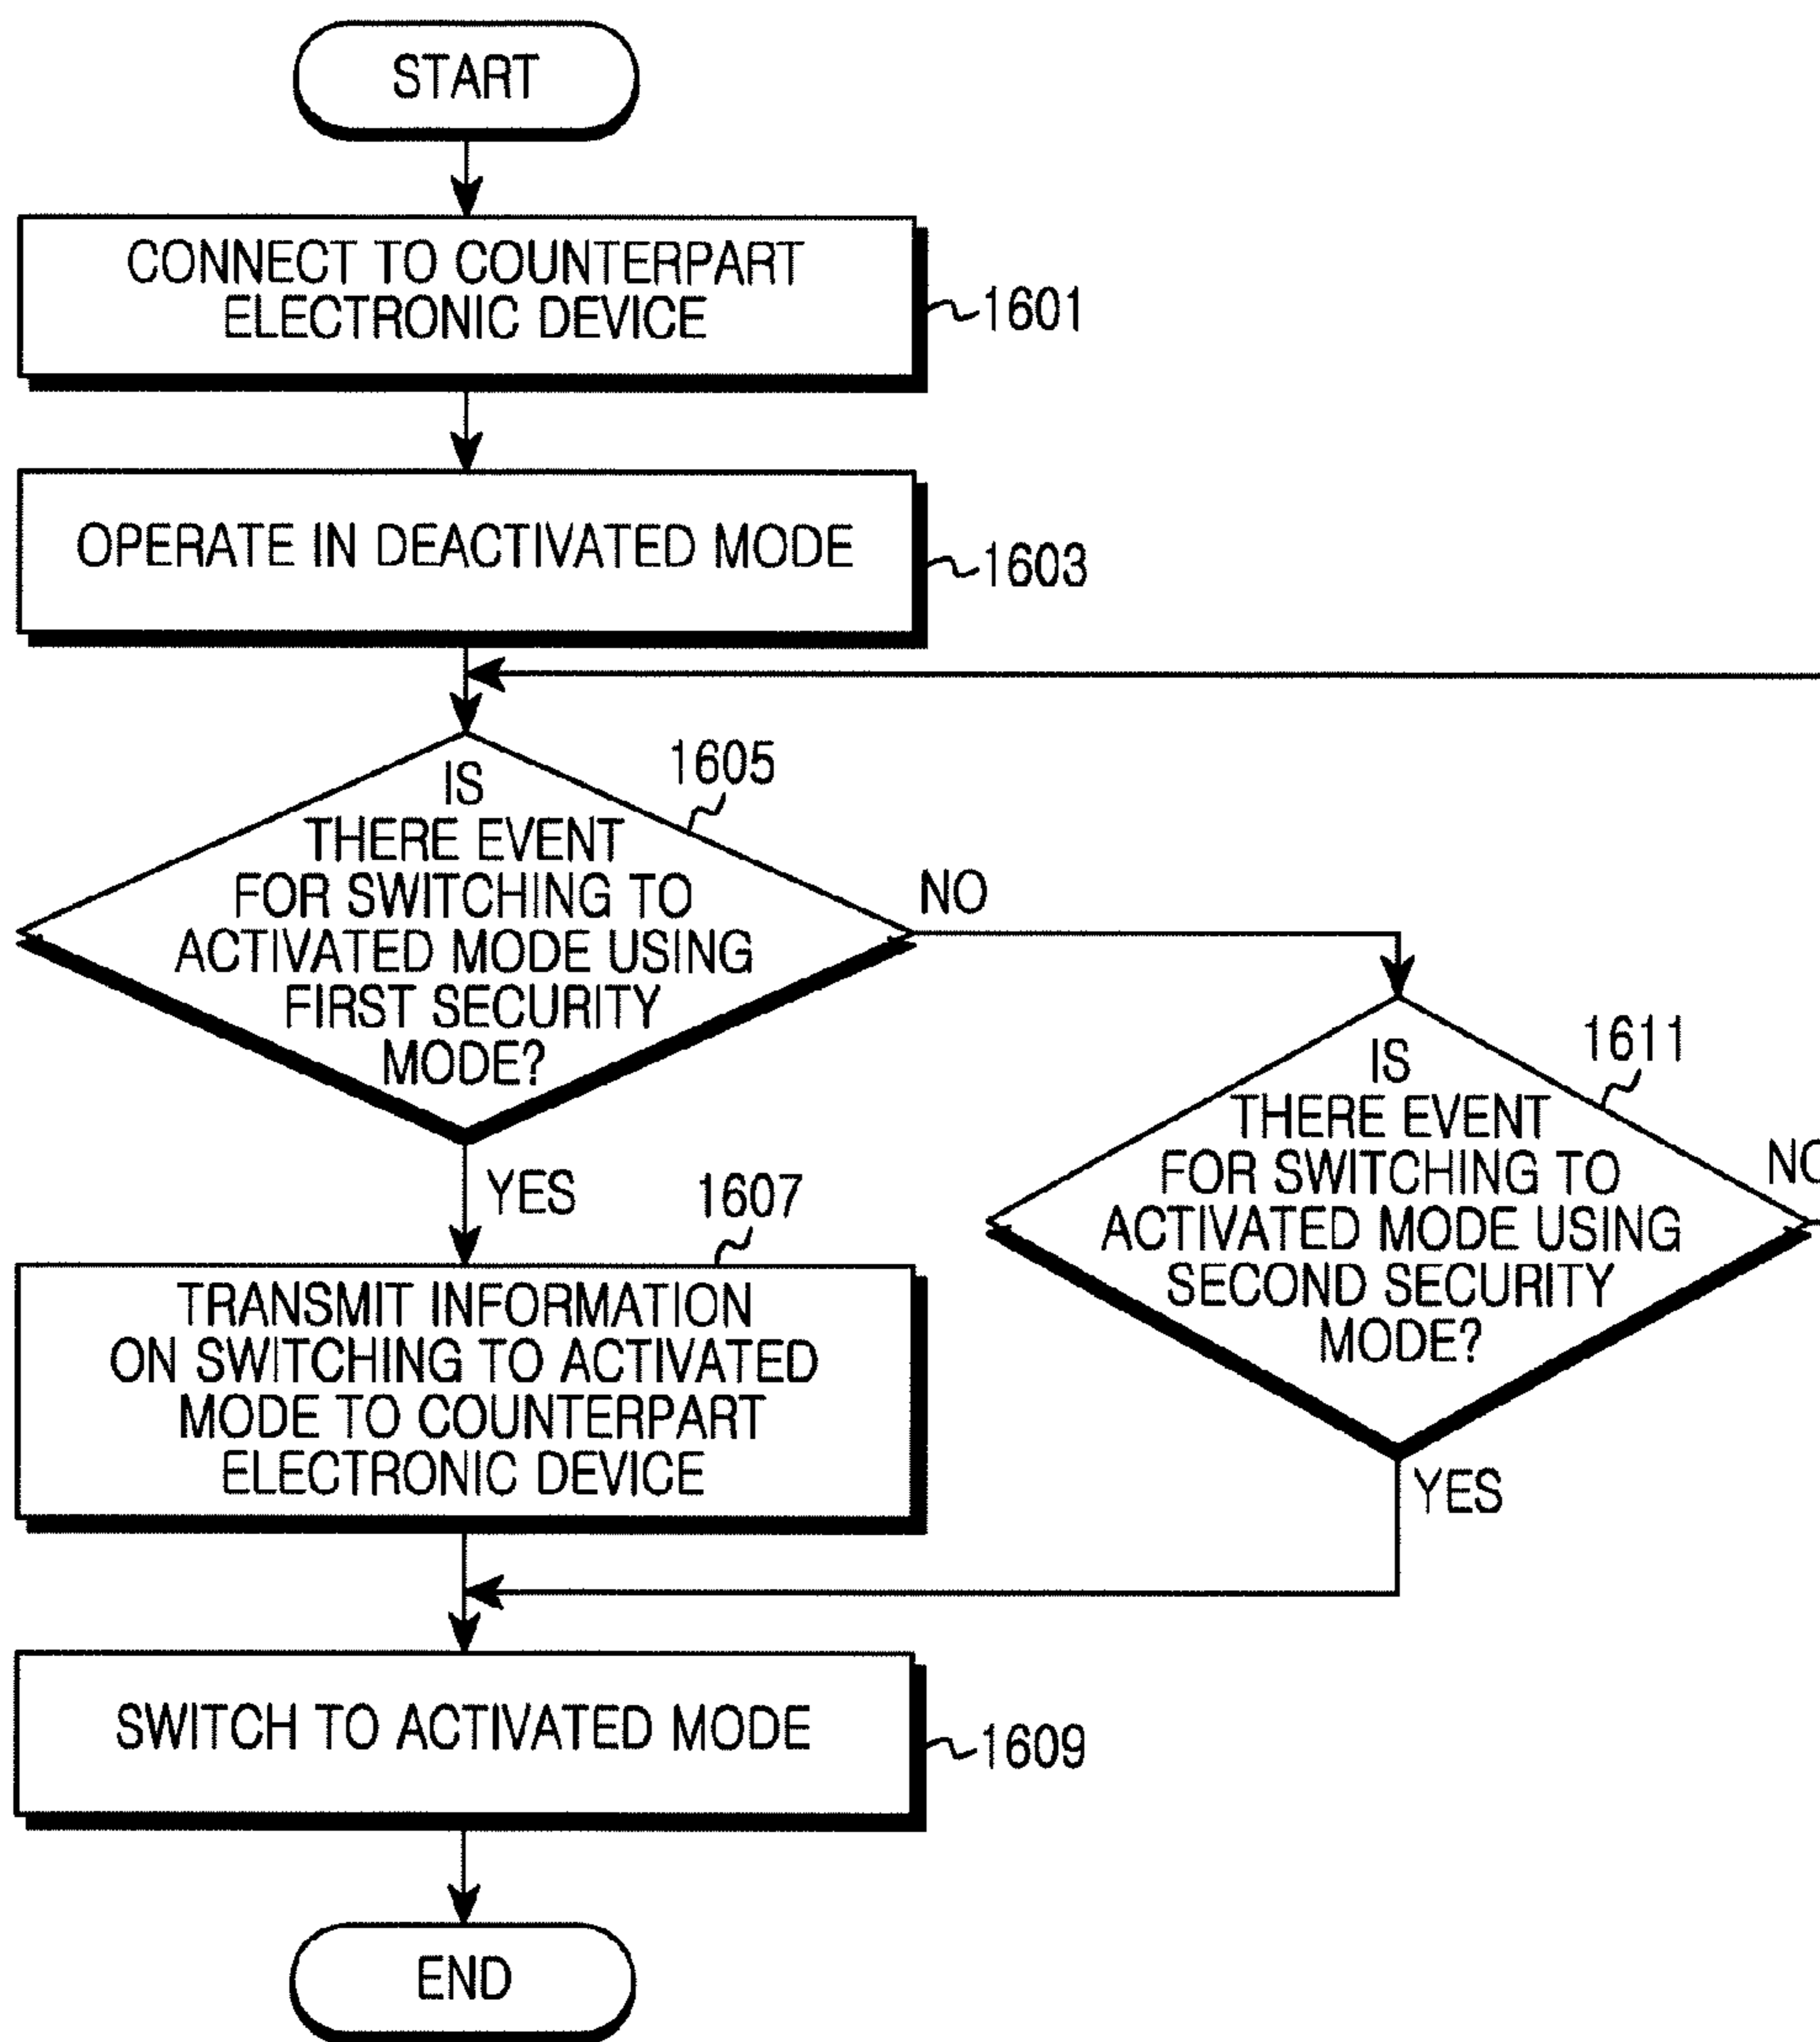 START
CONNECT TO COUNTERPART
ELECTRONIC DEVICE
1601
OPERATE IN DEACTIVATED MODE
1603
1605
IS
THERE EVENT
FOR SWITCHING TO
ACTIVATED MODE USING
FIRST SECURITY
MODE?
NO
YES
1611
IS
THERE EVENT
FOR SWITCHING TO
ACTIVATED MODE USING
SECOND SECURITY
MODE?
NO
YES
1607
TRANSMIT INFORMATION
ON SWITCHING TO ACTIVATED
MODE TO COUNTERPART
ELECTRONIC DEVICE
SWITCH TO ACTIVATED MODE
1609
END